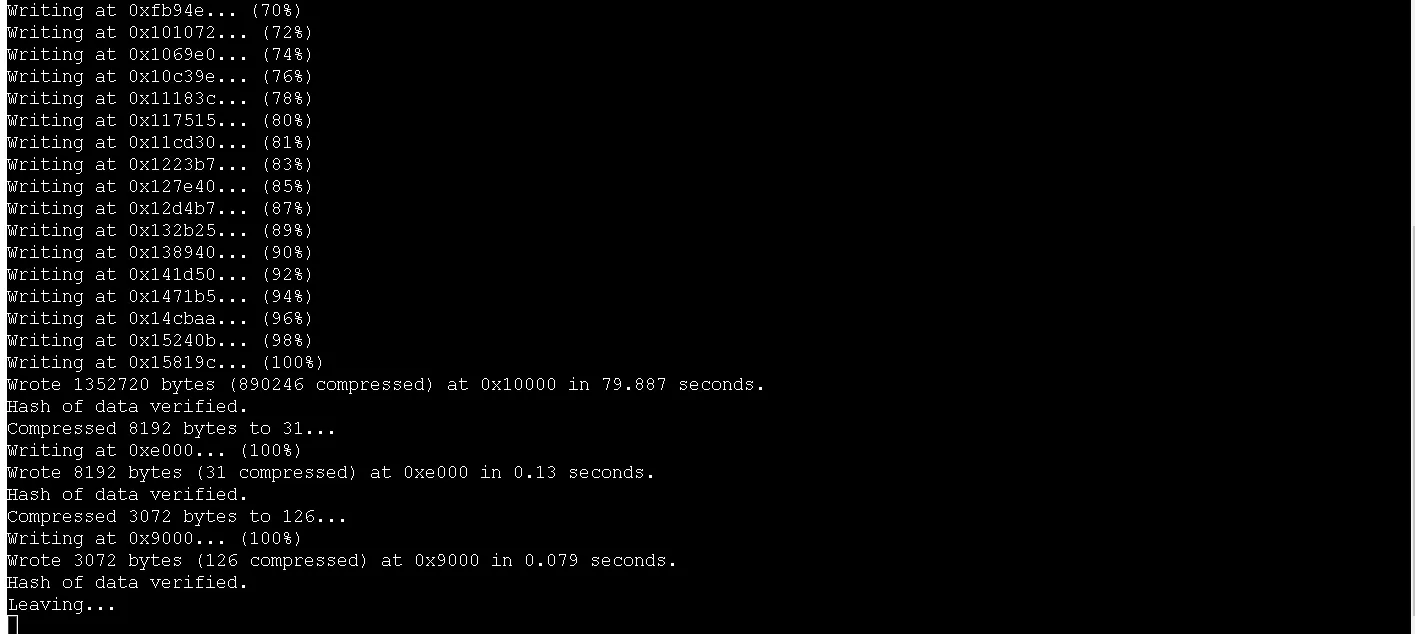 Writing at 0xfb94e... (70%)
Writing at 0x101072... (72%)
Writing at 0x1069e0... (74%)
Writing at 0x10c39e... (76%)
Writing at 0x11183c... (78%)
Writing at 0x117515... (80%)
Writing at 0x11cd30... (81%)
Writing at 0x1223b7... (83%)
Writing at 0x127e40... (85%)
Writing at 0x12d4b7... (87%)
Writing at 0x132b25... (89%)
Writing at 0x138940... (90%)
Writing at 0x141d50... (92%)
Writing at 0x1471b5... (94%)
Writing at 0x14cbaa... (96%)
Writing at 0x15240b... (98%)
Writing at 0x15819c... (100%)
Wrote 1352720 bytes (890246 compressed) at 0x10000 in 79.887 seconds.
Hash of data verified.
Compressed 8192 bytes to 31...
Writing at 0xe000... (100%)
Wrote 8192 bytes (31 compressed) at 0xe000 in 0.13 seconds.
Hash of data verified.
Compressed 3072 bytes to 126...
Writing at 0x9000... (100%)
Wrote 3072 bytes (126 compressed) at 0x9000 in 0.079 seconds.
Hash of data verified.
Leaving...